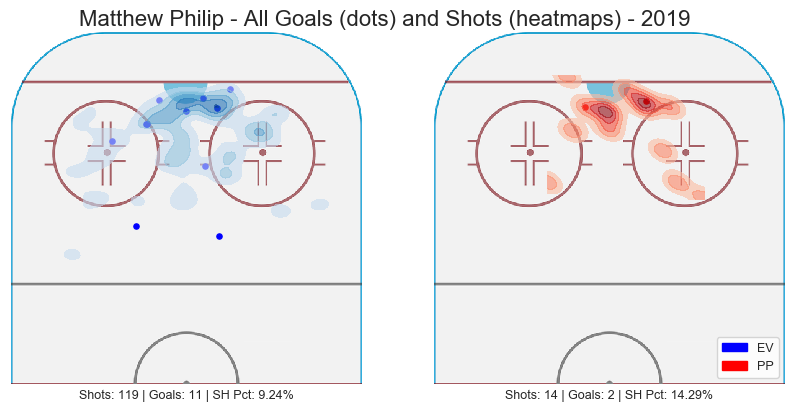 Matthew Philip - All Goals (dots) and Shots (heatmaps) - 2019
EV
PP
Shots: 119 | Goals: 11 | SH Pct: 9.24%
Shots: 14 | Goals: 2 | SH Pct: 14.29%